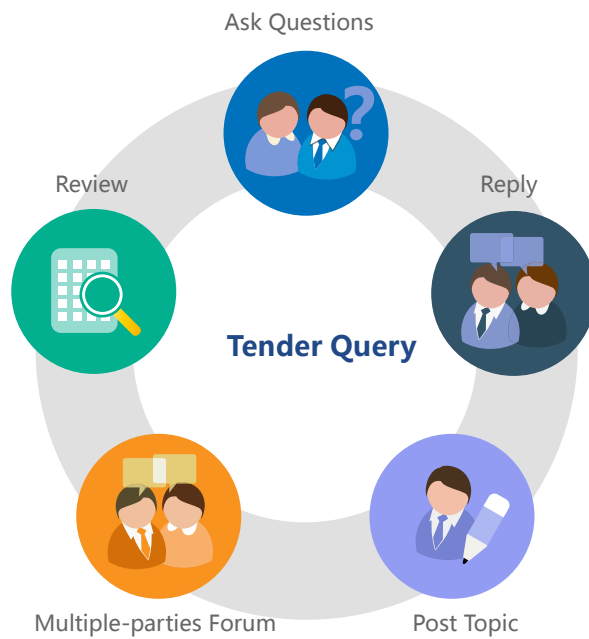 Ask Questions
Review
Reply
?
Tender Query
Multiple-parties Forum
Post Topic